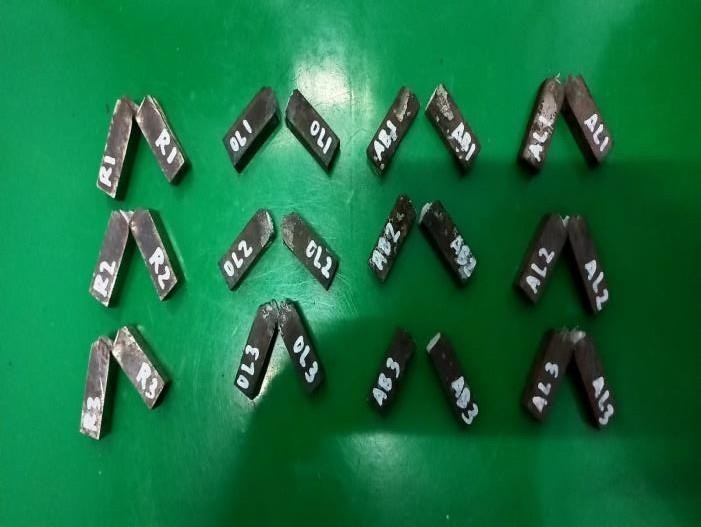 R1 R1 OL1 OL1 AB1 AB1 AL1 AL1
R2 R2 OL2 OL2 AB2 AB2 AL2 AL2
R3 R3 OL3 OL3 AB3 AB3 AL3 AL3